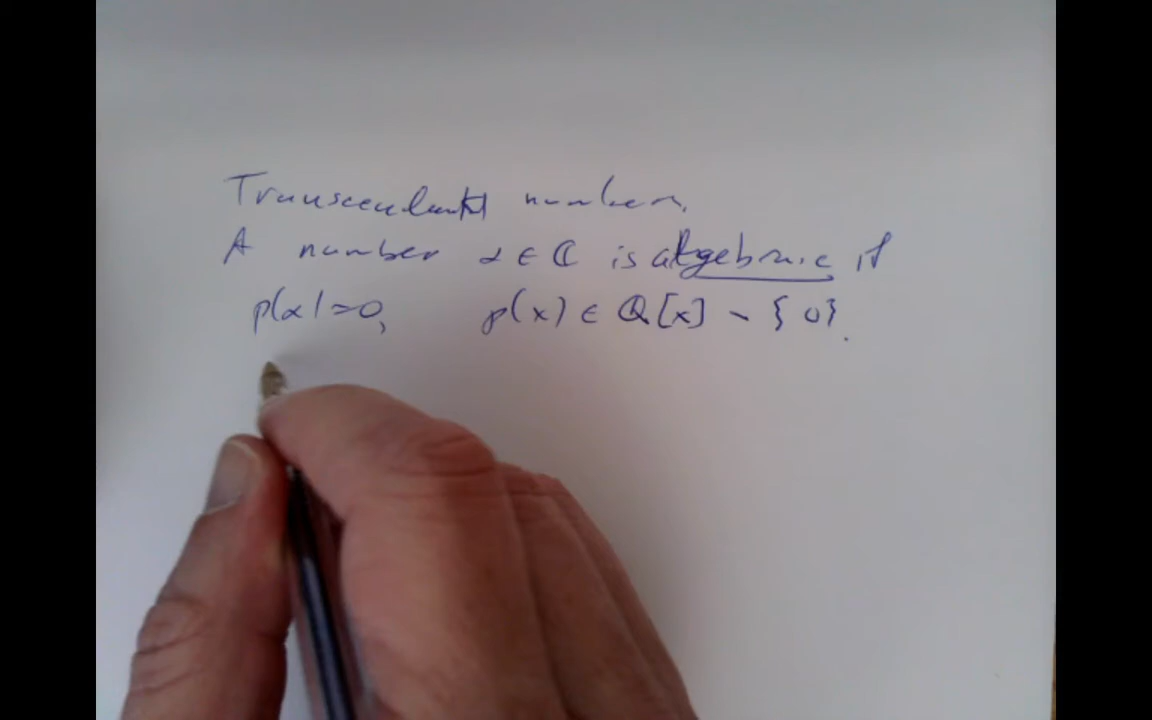 Transcendental numbers.
A number α ∈ ℂ is algebraic if
p(α)=0, p(x) ∈ ℚ[x] \ {0}.